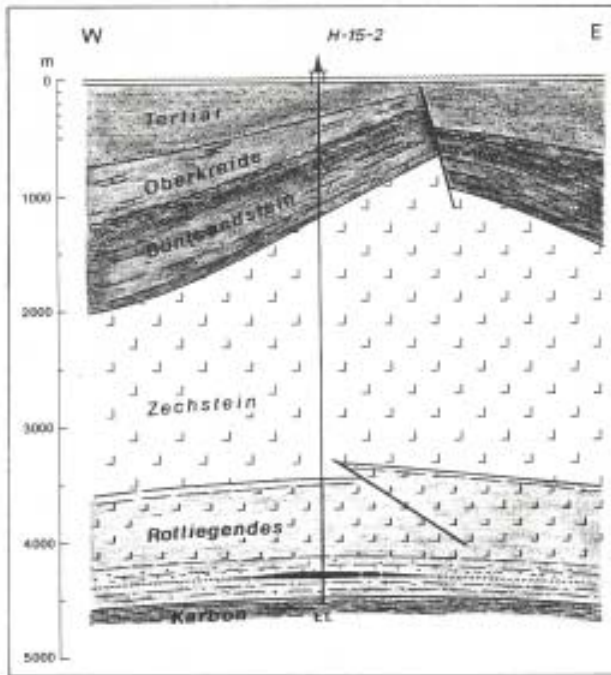 W H-15-2 E
m
0
Tertiär
Oberkreide
1000
Buntsandstein
2000
Zechstein
3000
Rotliegendes
4000
Karbon
5000